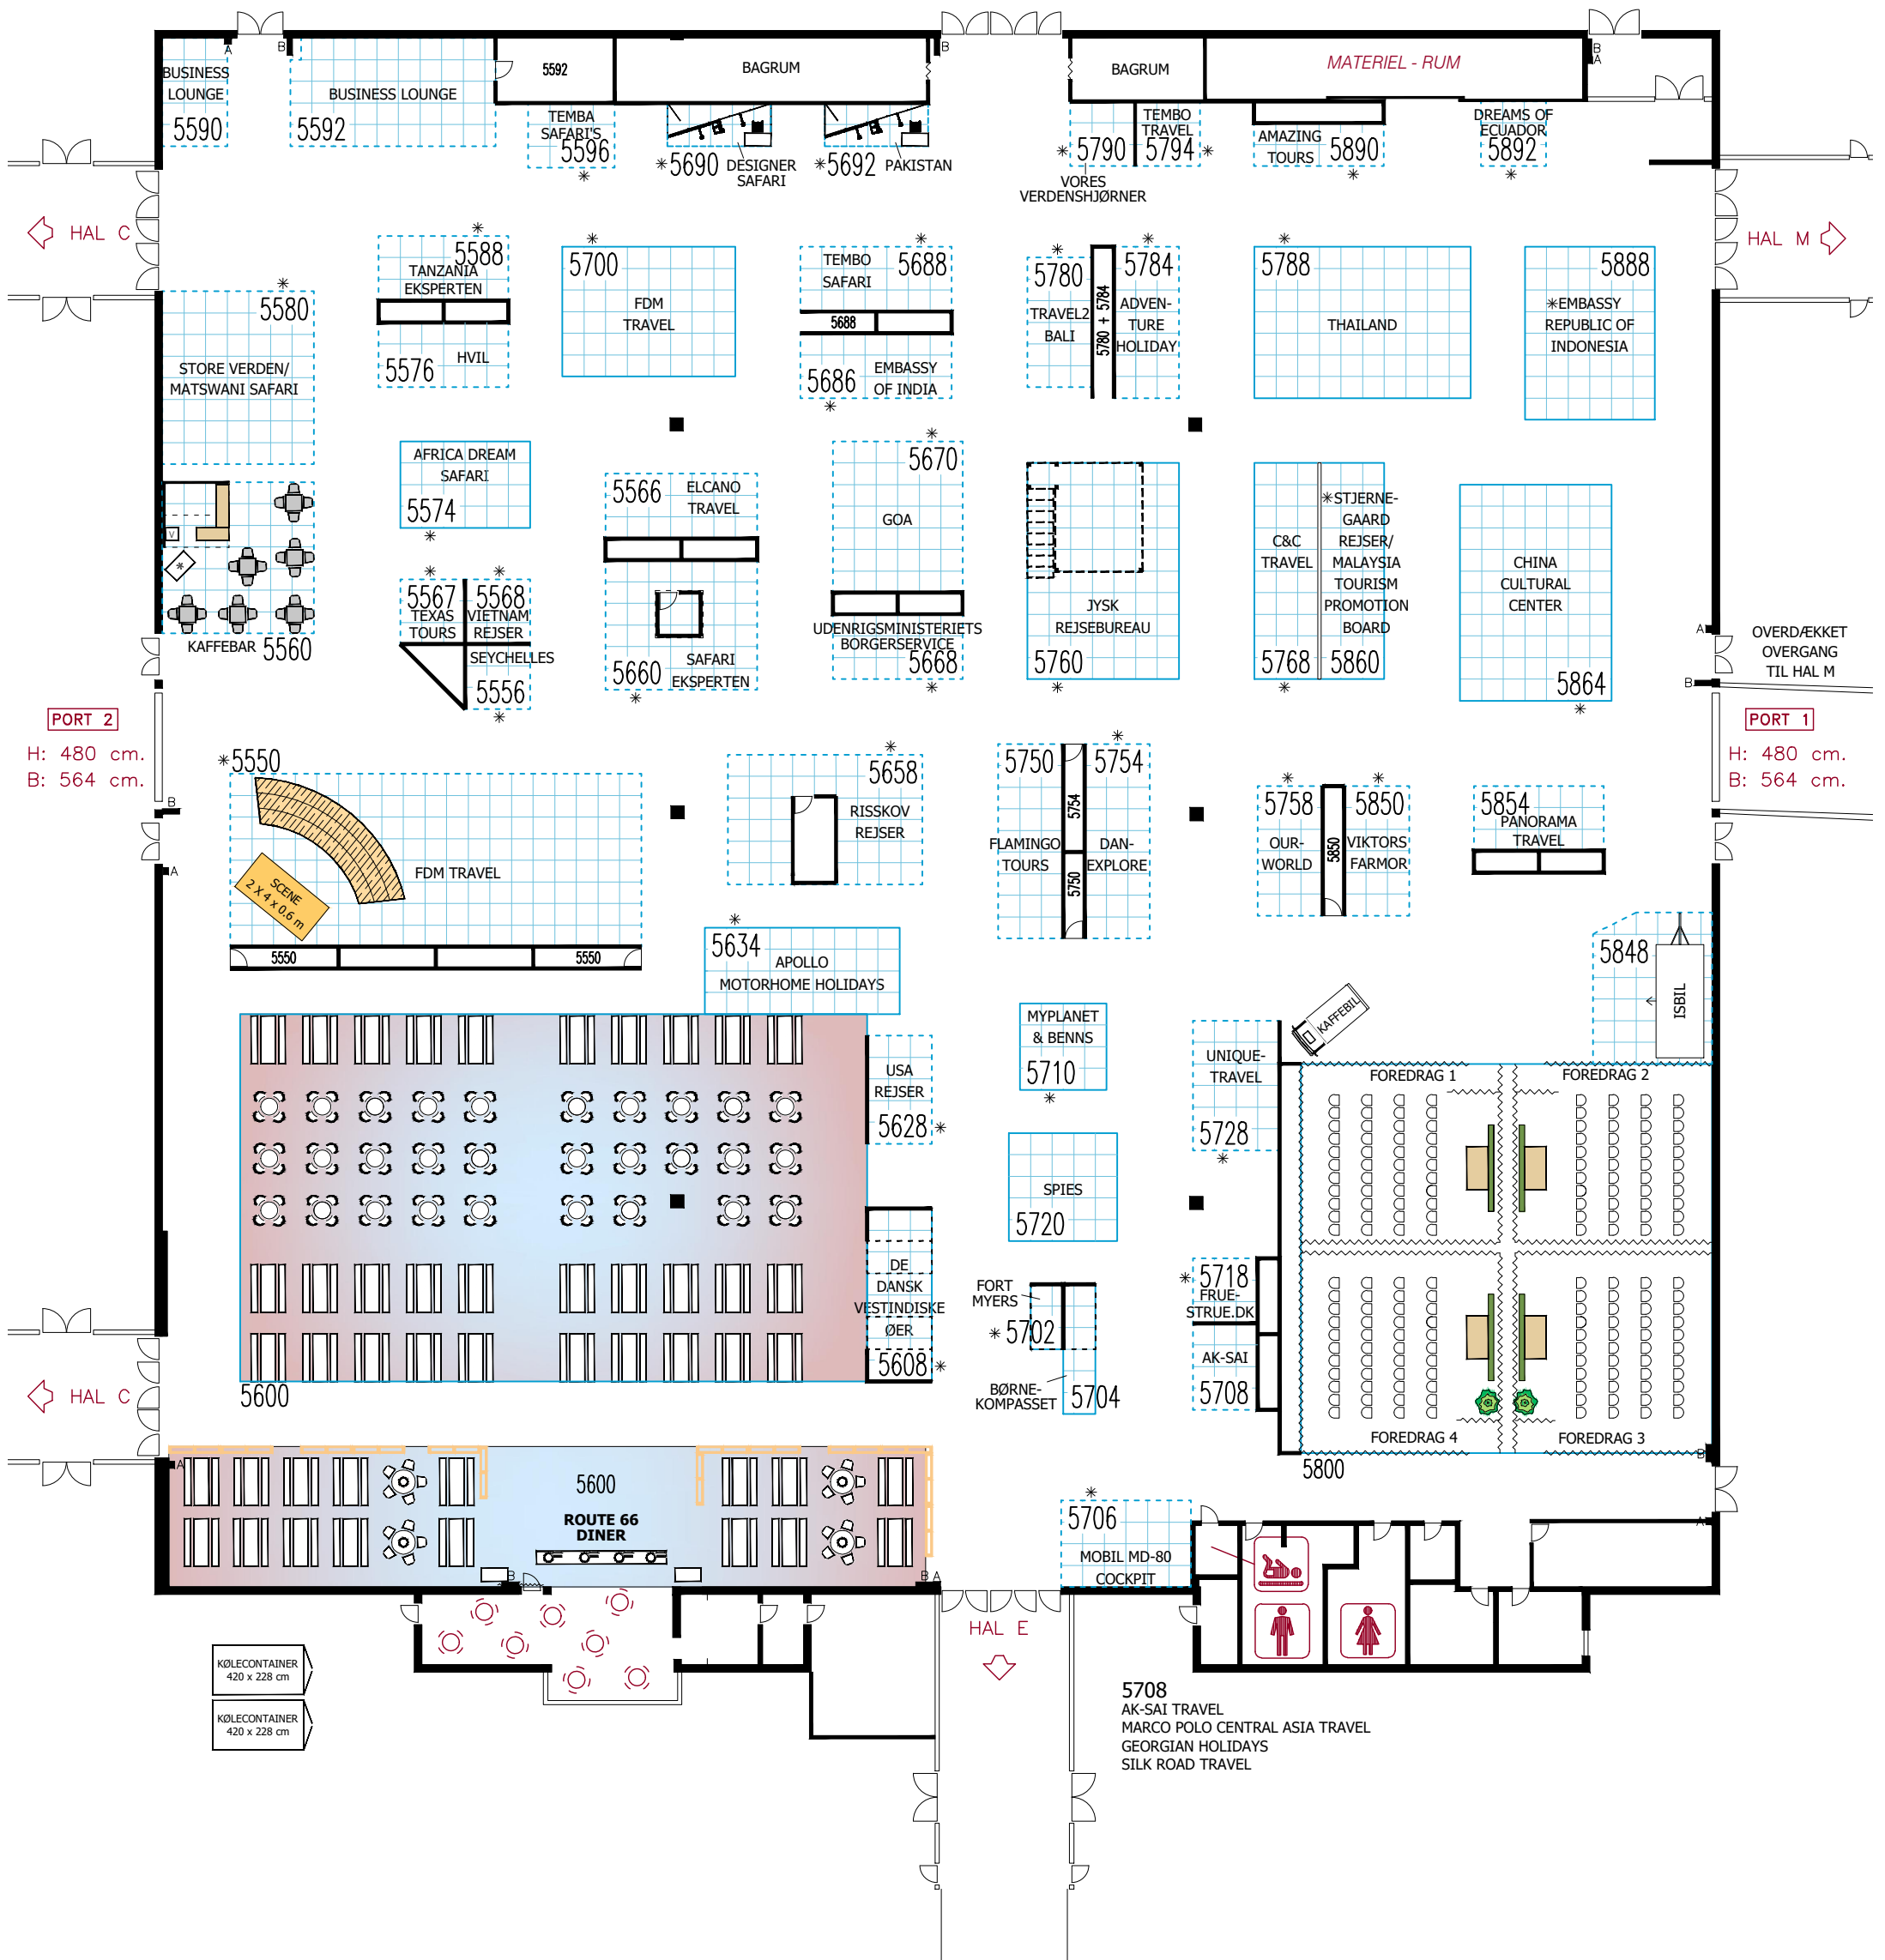 A
B
B
B
A
BUSINESS
LOUNGE
5590
BUSINESS LOUNGE
5592
5592
BAGRUM
BAGRUM
MATERIEL - RUM
TEMBA
SAFARI'S
5596
*
*5690
DESIGNER
SAFARI
*5692
PAKISTAN
*5790
VORES
VERDENSHJØRNER
TEMBO
TRAVEL
5794*
AMAZING
TOURS
5890
*
DREAMS OF
ECUADOR
5892
*
HAL C
HAL M
*
5588
TANZANIA
EKSPERTEN
HVIL
5576
*
5700
FDM
TRAVEL
*
TEMBO
SAFARI
5688
5688
5686
EMBASSY
OF INDIA
*
*
5780
TRAVEL2
BALI
5780 + 5784
*
5784
ADVEN-
TURE
HOLIDAY
*
5788
THAILAND
5888
*EMBASSY
REPUBLIC OF
INDONESIA
*
5580
STORE VERDEN/
MATSWANI SAFARI
AFRICA DREAM
SAFARI
5574
*
5566
ELCANO
TRAVEL
*
5670
GOA
C&C
TRAVEL
5768
*
*STJERNE-
GAARD
REJSER/
MALAYSIA
TOURISM
PROMOTION
BOARD
5860
CHINA
CULTURAL
CENTER
5864
*
V
*
KAFFEBAR 5560
*
5567
TEXAS
TOURS
*
5568
VIETNAM
REJSER
SEYCHELLES
5556
*
5660
SAFARI
EKSPERTEN
*
UDENRIGSMINISTERIETS
BORGERSERVICE
5668
*
JYSK
REJSEBUREAU
5760
*
A
OVERDÆKKET
OVERGANG
TIL HAL M
B
PORT 2
H: 480 cm.
B: 564 cm.
PORT 1
H: 480 cm.
B: 564 cm.
B
A
*5550
SCENE
2 X 4 x 0.6 m
FDM TRAVEL
5550
5550
*
5658
RISSKOV
REJSER
5750
FLAMINGO
TOURS
5754
5750
*
5754
DAN-
EXPLORE
*
5758
OUR-
WORLD
5850
*
5850
VIKTORS
FARMOR
5854
PANORAMA
TRAVEL
*
5634
APOLLO
MOTORHOME HOLIDAYS
5848
ISBIL
KAFFEBIL
MYPLANET
& BENNS
5710
*
USA
REJSER
5628*
UNIQUE-
TRAVEL
5728
*
FOREDRAG 1
FOREDRAG 2
SPIES
5720
DE
DANSK
VESTINDISKE
ØER
5608*
FORT
MYERS
*5702
BØRNE-
KOMPASSET
5704
*5718
FRUE-
STRUE.DK
AK-SAI
5708
FOREDRAG 4
FOREDRAG 3
5800
B
A
HAL C
5600
A
5600
ROUTE 66
DINER
B
B A
*
5706
MOBIL MD-80
COCKPIT
HAL E
KØLECONTAINER
420 x 228 cm
KØLECONTAINER
420 x 228 cm
5708
AK-SAI TRAVEL
MARCO POLO CENTRAL ASIA TRAVEL
GEORGIAN HOLIDAYS
SILK ROAD TRAVEL